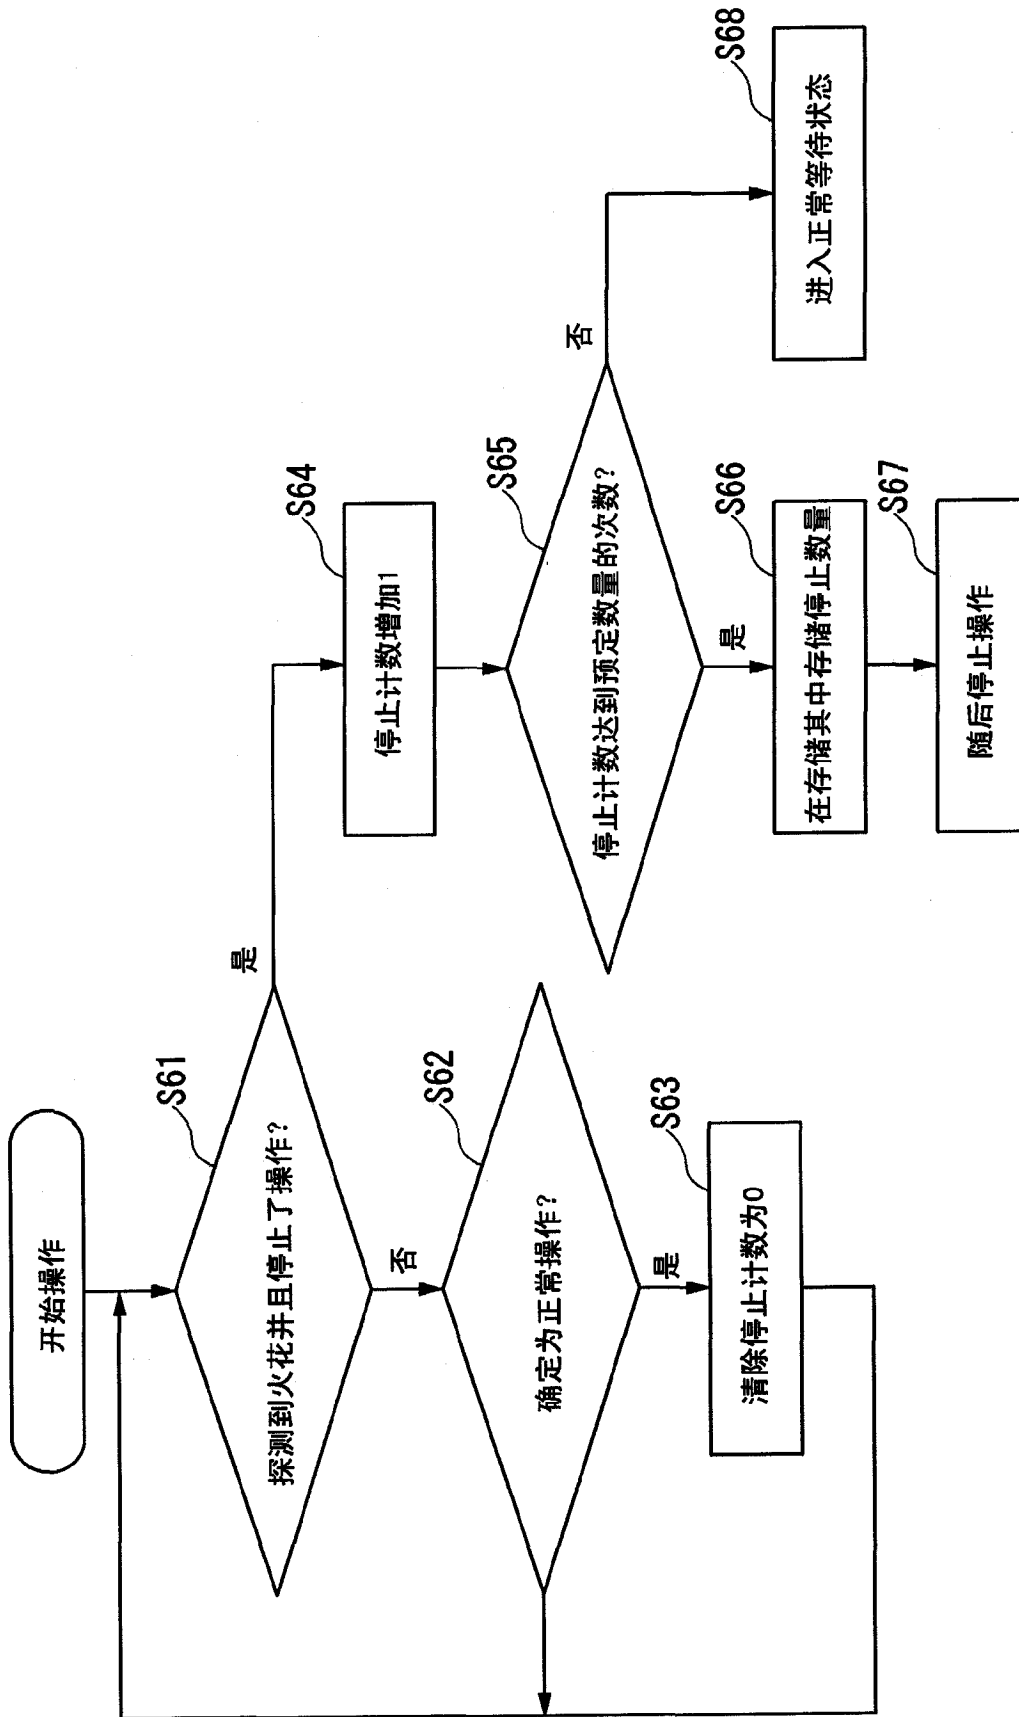 开始操作
S61
探测到火花并且停止了操作?
是
否
S62
确定为正常操作?
是
S63
清除停止计数为0
S64
停止计数增加1
S65
停止计数达到预定数量的次数?
否
是
S66
在存储其中存储停止数量
S67
随后停止操作
S68
进入正常等待状态